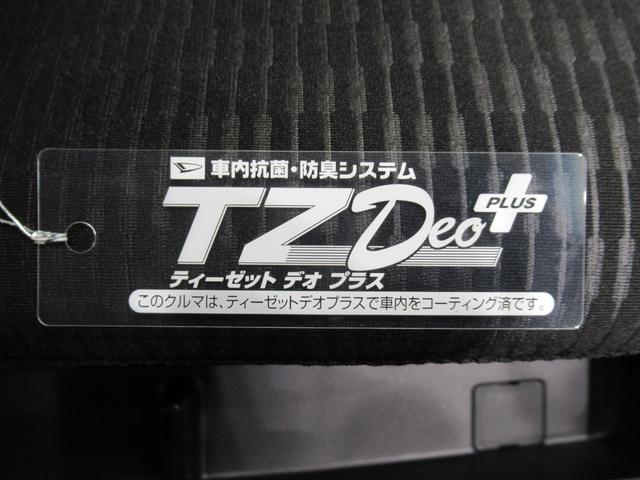 車内抗菌・防臭システム
TZ Deo PLUS
ティーゼット デオ プラス
このクルマは、ティーゼットデオプラスで車内をコーティング済です。